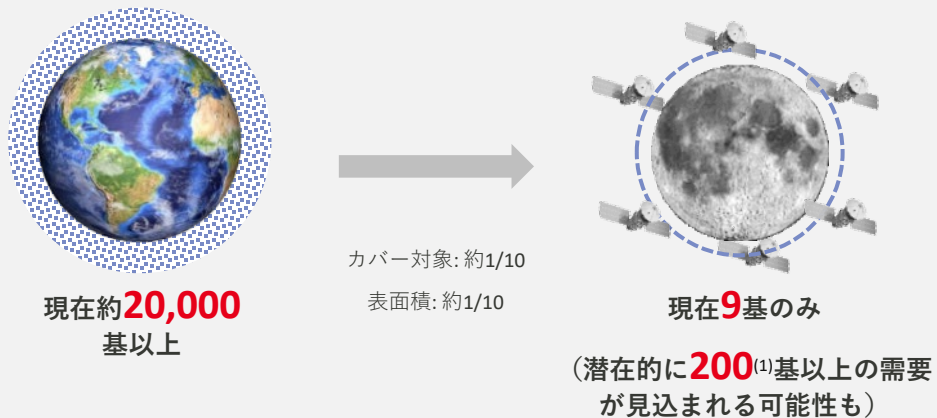 現在約20,000
基以上
カバー対象: 約1/10
表面積: 約1/10
現在9基のみ
（潜在的に200(1)基以上の需要
が見込まれる可能性も）